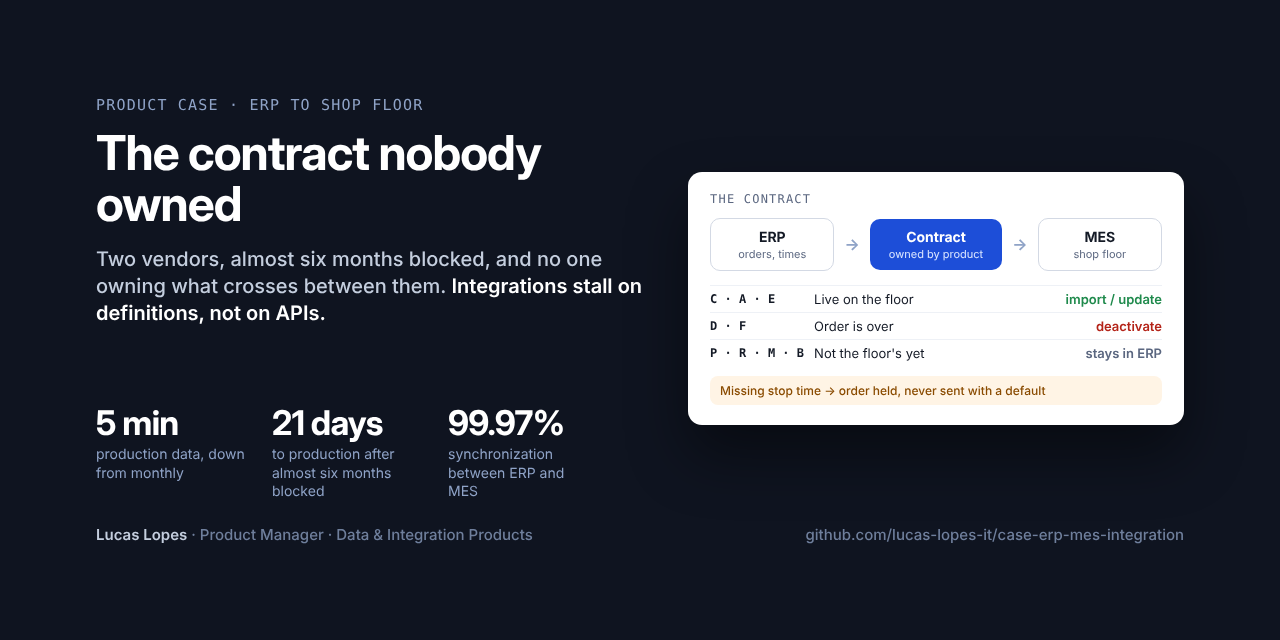 PRODUCT CASE · ERP TO SHOP FLOOR
The contract nobody
owned
Two vendors, almost six months blocked, and no one
owning what crosses between them. Integrations stall on
definitions, not on APIs.
5 min
production data, down
from monthly
21 days
to production after
almost six months
blocked
99.97%
synchronization
between ERP and
MES
THE CONTRACT
ERP
orders, times
→
Contract
owned by product
→
MES
shop floor
C · A · E Live on the floor import / update
D · F Order is over deactivate
P · R · M · B Not the floor's yet stays in ERP
Missing stop time → order held, never sent with a default
Lucas Lopes · Product Manager · Data & Integration Products
github.com/lucas-lopes-it/case-erp-mes-integration